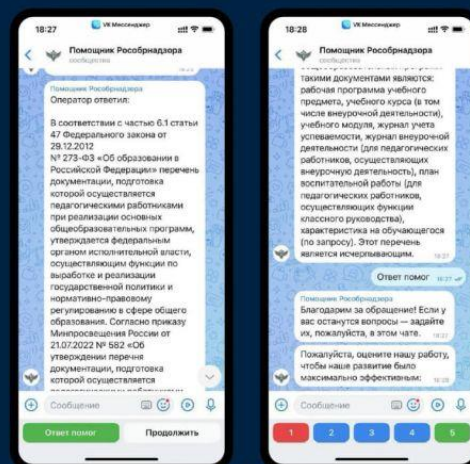 18:27
VK Мессенджер
Помощник Рособрнадзора
сообщество
Помощник Рособрнадзора
Оператор ответил:
В соответствии с частью 6.1 статьи
47 Федерального закона от
29.12.2012
№ 273-ФЗ «Об образовании в
Российской Федерации» перечень
документации, подготовка
которой осуществляется
педагогическими работниками
при реализации основных
общеобразовательных программ,
утверждается федеральным
органом исполнительной власти,
осуществляющим функции по
выработке и реализации
государственной политики и
нормативно-правовому
регулированию в сфере общего
образования. Согласно приказу
Минпросвещения России от
21.07.2022 № 582 «Об
утверждении перечня
документации, подготовка
которой осуществляется
Сообщение
Ответ помог
Продолжить
18:28
VK Мессенджер
Помощник Рособрнадзора
сообщество
такими документами являются:
рабочая программа учебного
предмета, учебного курса (в том
числе внеурочной деятельности),
учебного модуля, журнал учета
успеваемости, журнал внеурочной
деятельности (для педагогических
работников, осуществляющих
внеурочную деятельность), план
воспитательной работы (для
педагогических работников,
осуществляющих функции
классного руководства),
характеристика на обучающегося
(по запросу). Этот перечень
является исчерпывающим.
18:27
Ответ помог
18:27
Помощник Рособрнадзора
Благодарим за обращение! Если у
вас останутся вопросы — задайте
их, пожалуйста, в этом чате.
18:27
Пожалуйста, оцените нашу работу,
чтобы наше развитие было
максимально эффективным:
18:28
Сообщение
1 2 3 4 5